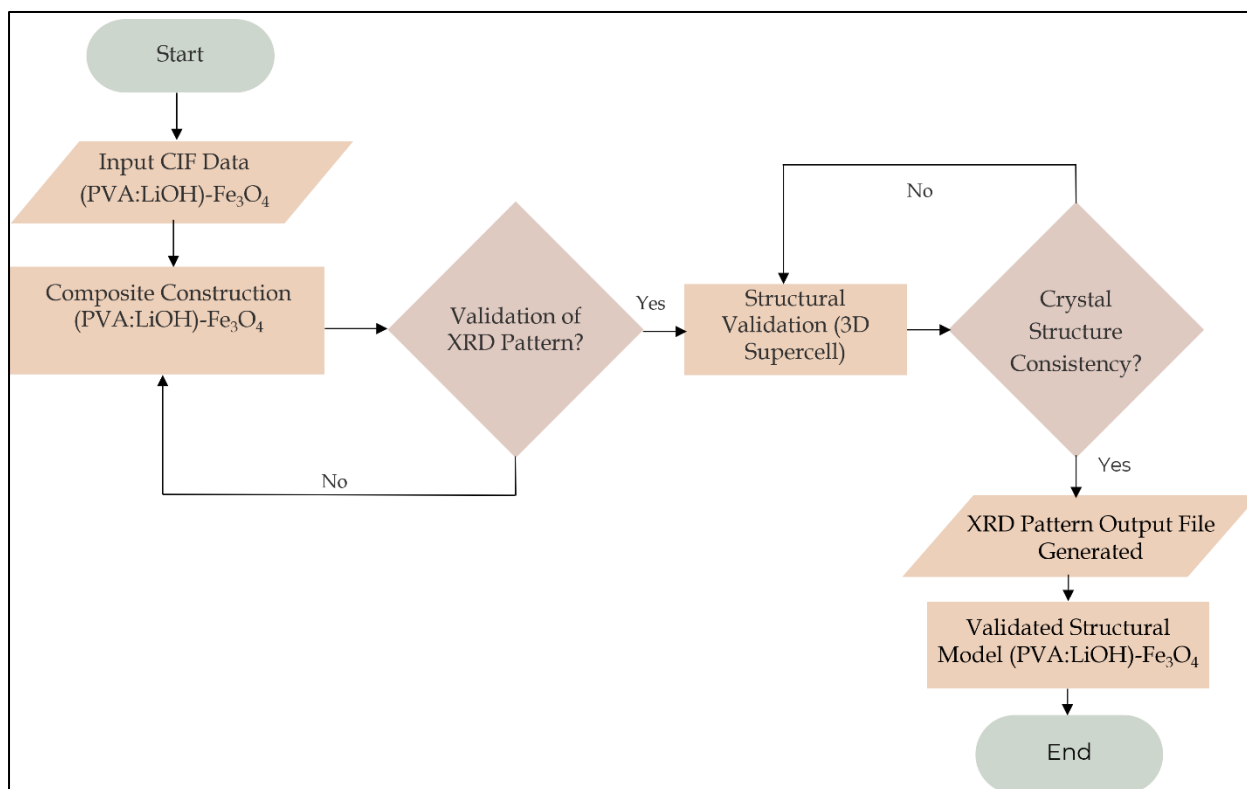 Start
Input CIF Data
(PVA:LiOH)-Fe₃O₄
Composite Construction
(PVA:LiOH)-Fe₃O₄
Validation of
XRD Pattern?
No
Yes
Structural
Validation (3D
Supercell)
No
Crystal
Structure
Consistency?
Yes
XRD Pattern Output File
Generated
Validated Structural
Model (PVA:LiOH)-Fe₃O₄
End